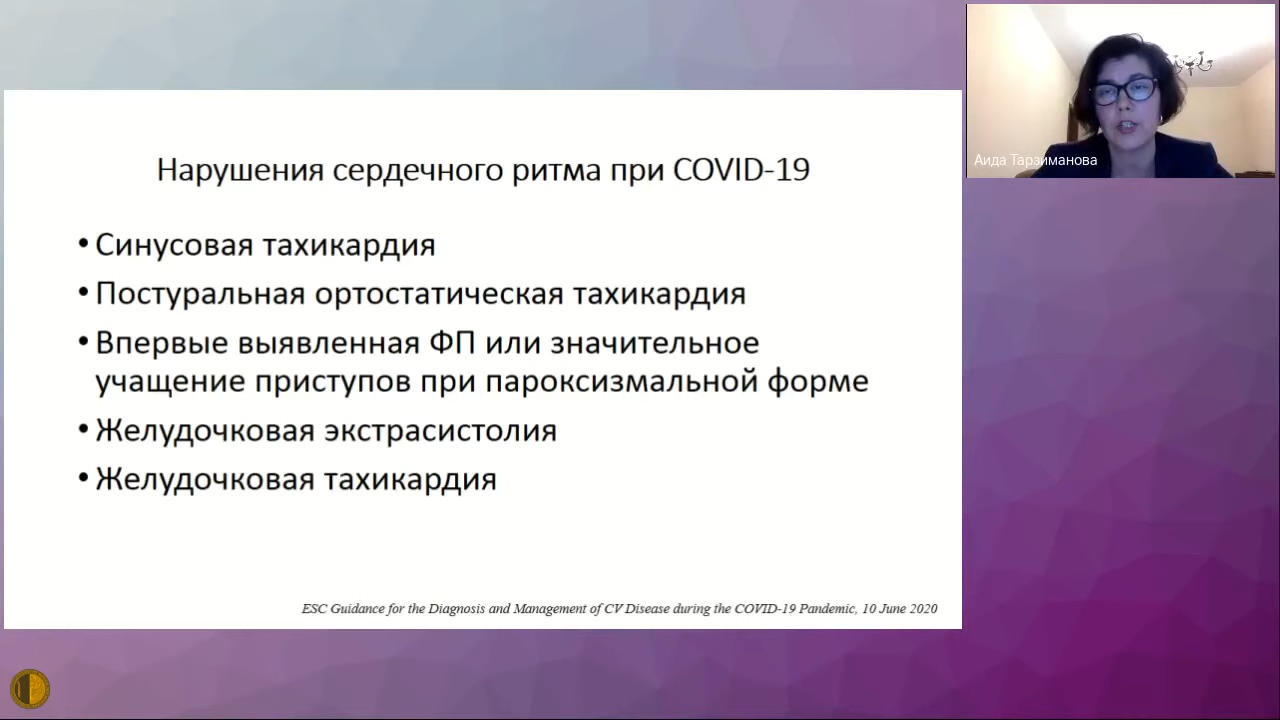 Нарушения сердечного ритма при COVID-19
• Синусовая тахикардия
• Постуральная ортостатическая тахикардия
• Впервые выявленная ФП или значительное
учащение приступов при пароксизмальной форме
• Желудочковая экстрасистолия
• Желудочковая тахикардия
ESC Guidance for the Diagnosis and Management of CV Disease during the COVID-19 Pandemic, 10 June 2020
Аида Тарзиманова